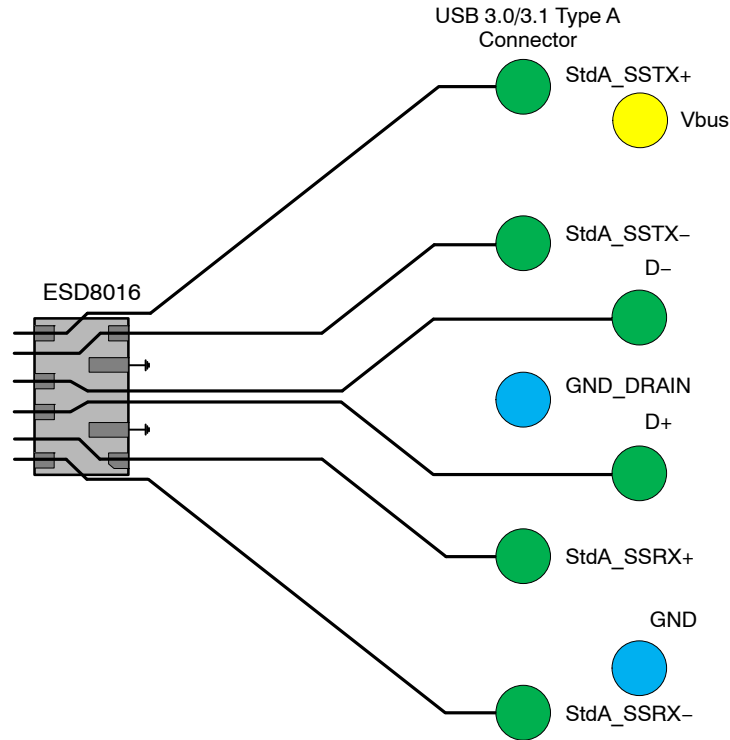 USB 3.0/3.1 Type A
Connector
StdA_SSTX+
Vbus
StdA_SSTX−
D−
ESD8016
GND_DRAIN
D+
StdA_SSRX+
GND
StdA_SSRX−